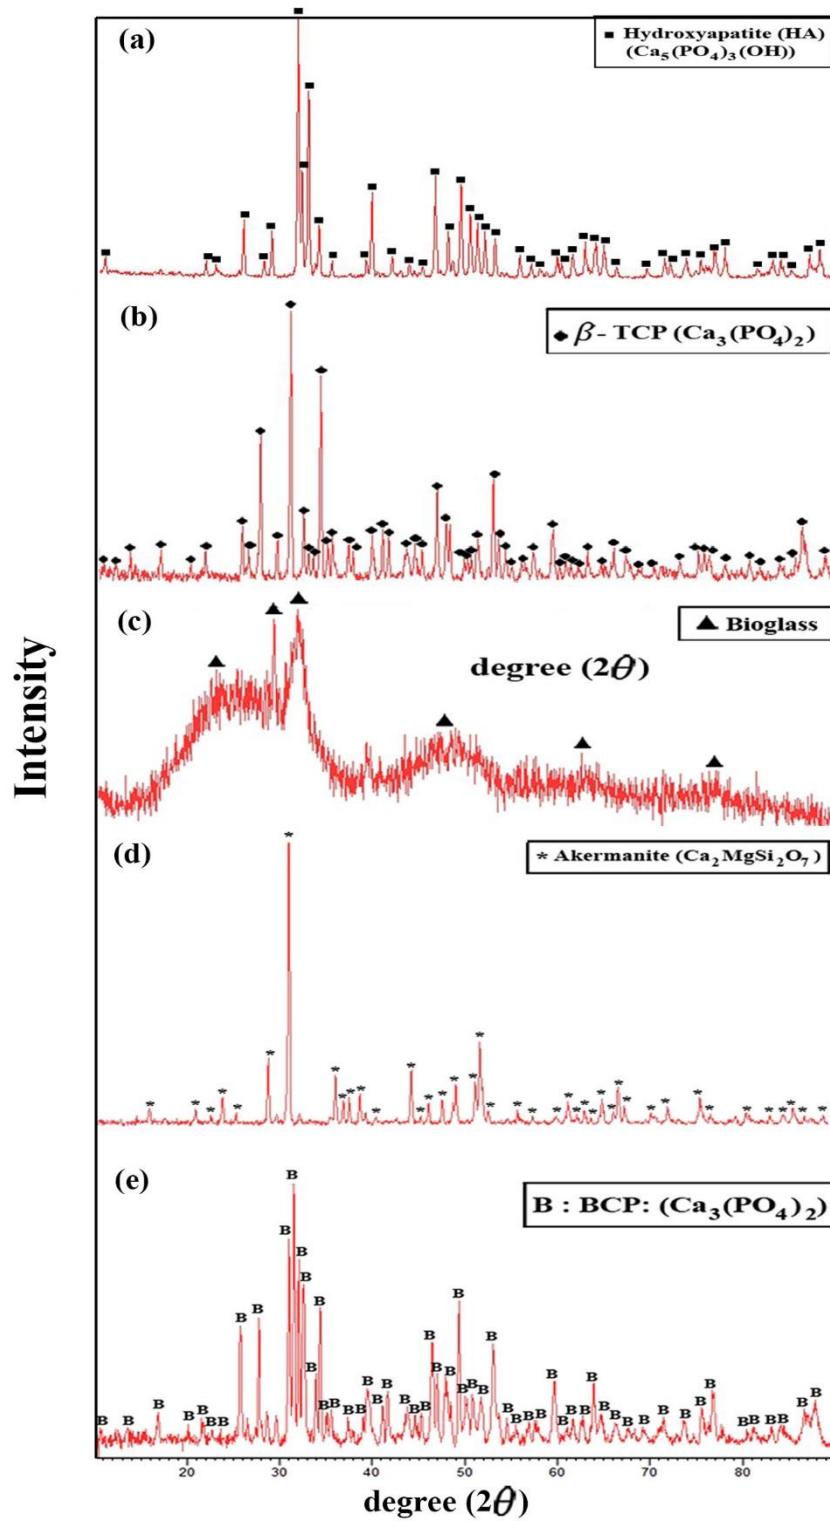 (a)
■ Hydroxyapatite (HA)
(Ca₅(PO₄)₃(OH))
(b)
◆ β- TCP (Ca₃(PO₄)₂)
(c)
▲ Bioglass
degree (2θ)
Intensity
(d)
* Akermanite (Ca₂MgSi₂O₇)
(e)
B : BCP: (Ca₃(PO₄)₂)
20 30 40 50 60 70 80
degree (2θ)